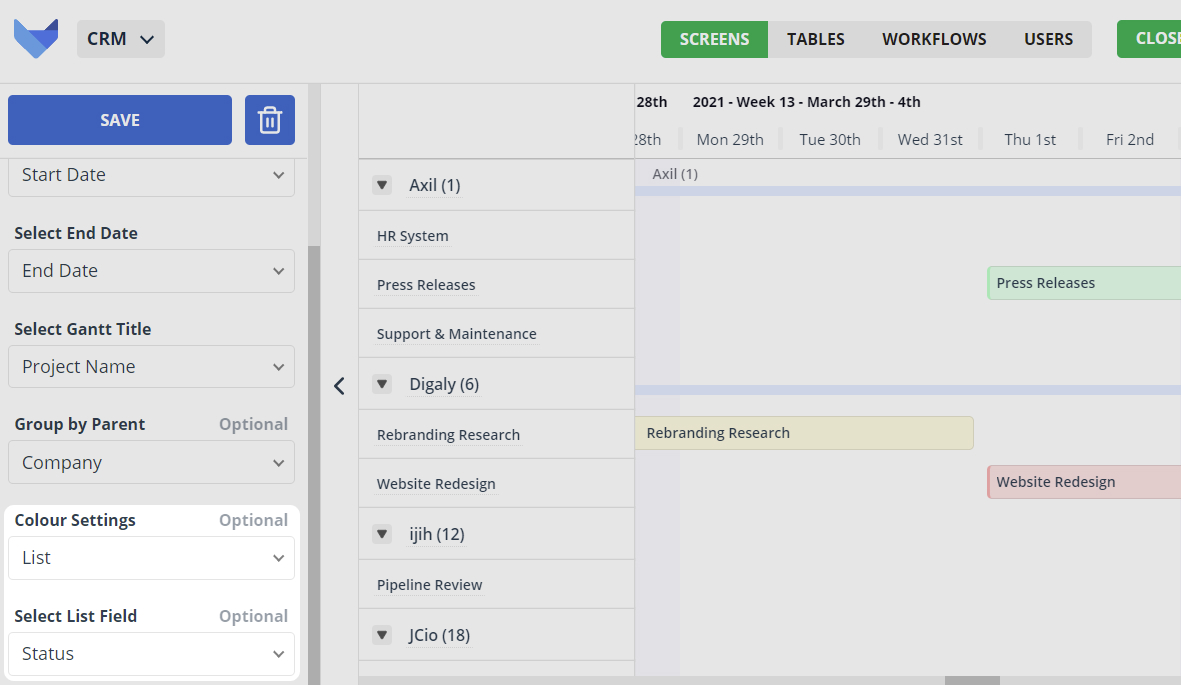 CRM
SCREENS TABLES WORKFLOWS USERS CLOSE
SAVE
Start Date
Select End Date
End Date
Select Gantt Title
Project Name
Group by Parent Optional
Company
Colour Settings Optional
List
Select List Field Optional
Status
28th 2021 - Week 13 - March 29th - 4th
28th Mon 29th Tue 30th Wed 31st Thu 1st Fri 2nd
Axil (1)
Axil (1)
HR System
Press Releases
Press Releases
Support & Maintenance
Digaly (6)
Rebranding Research
Rebranding Research
Website Redesign
Website Redesign
ijih (12)
Pipeline Review
JCio (18)